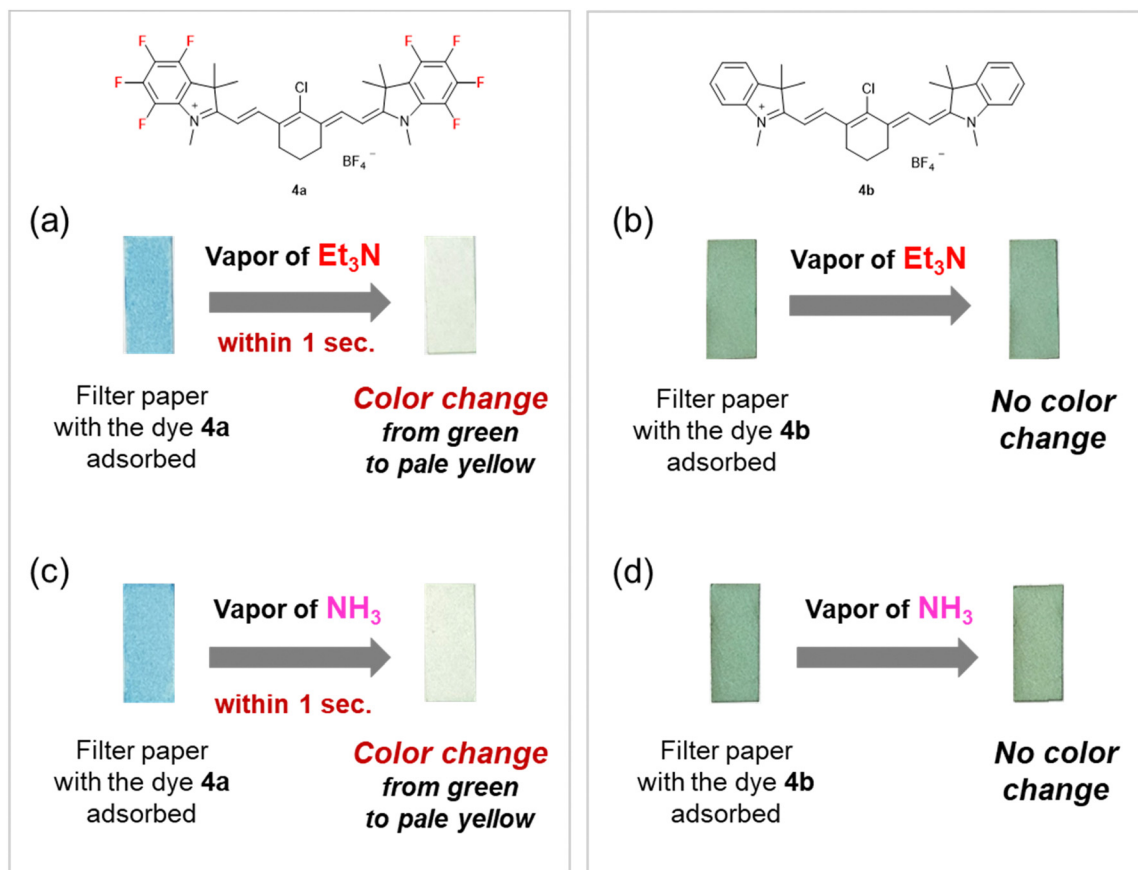 F
F
F
F
F
F
F
F
Cl
N
+
N
BF₄⁻
4a
Cl
N
+
N
BF₄⁻
4b
(a)
Vapor of Et₃N
within 1 sec.
Filter paper
with the dye 4a
adsorbed
Color change
from green
to pale yellow
(b)
Vapor of Et₃N
Filter paper
with the dye 4b
adsorbed
No color
change
(c)
Vapor of NH₃
within 1 sec.
Filter paper
with the dye 4a
adsorbed
Color change
from green
to pale yellow
(d)
Vapor of NH₃
Filter paper
with the dye 4b
adsorbed
No color
change